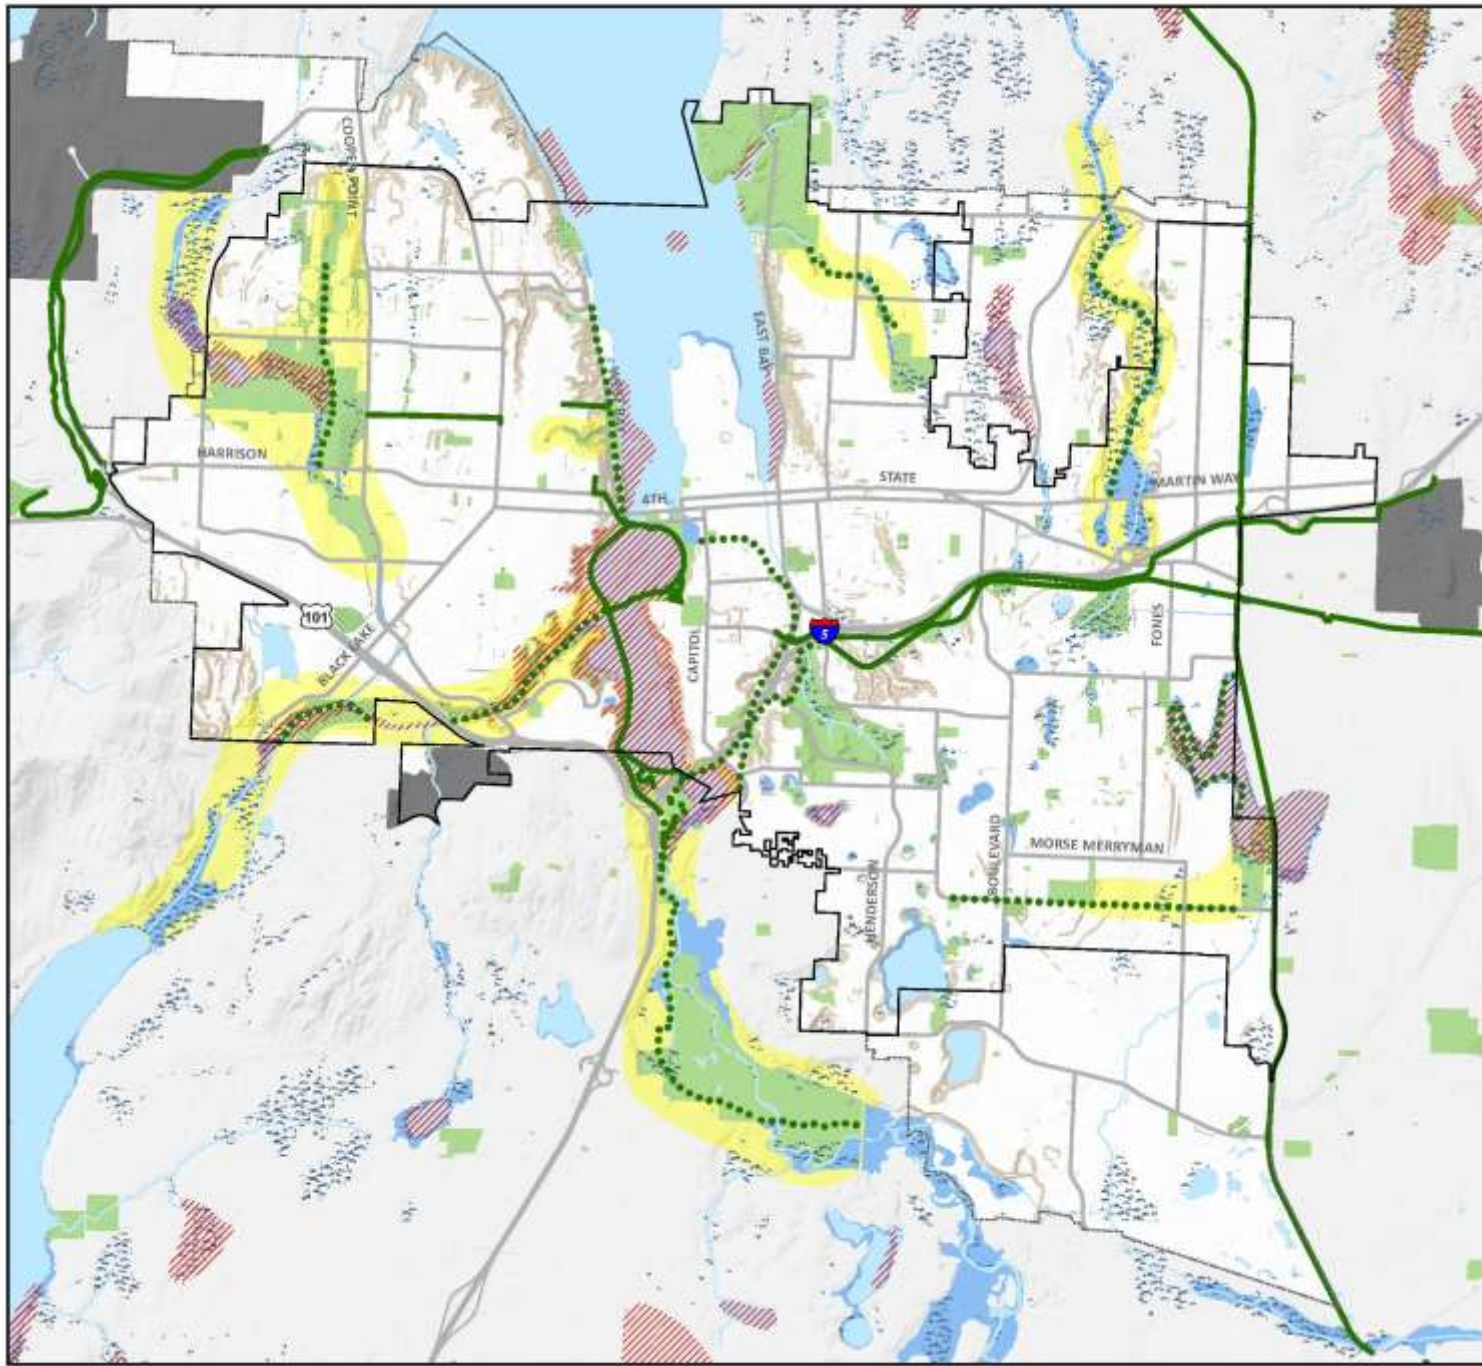 COOPER POINT
EAST BAY
HARRISON
4TH
STATE
MARTIN WAY
101
BLACK LAKE
CAPITOL
5
FONES
BOULEVARD
MORSE MERRYMAN
HENDERSON